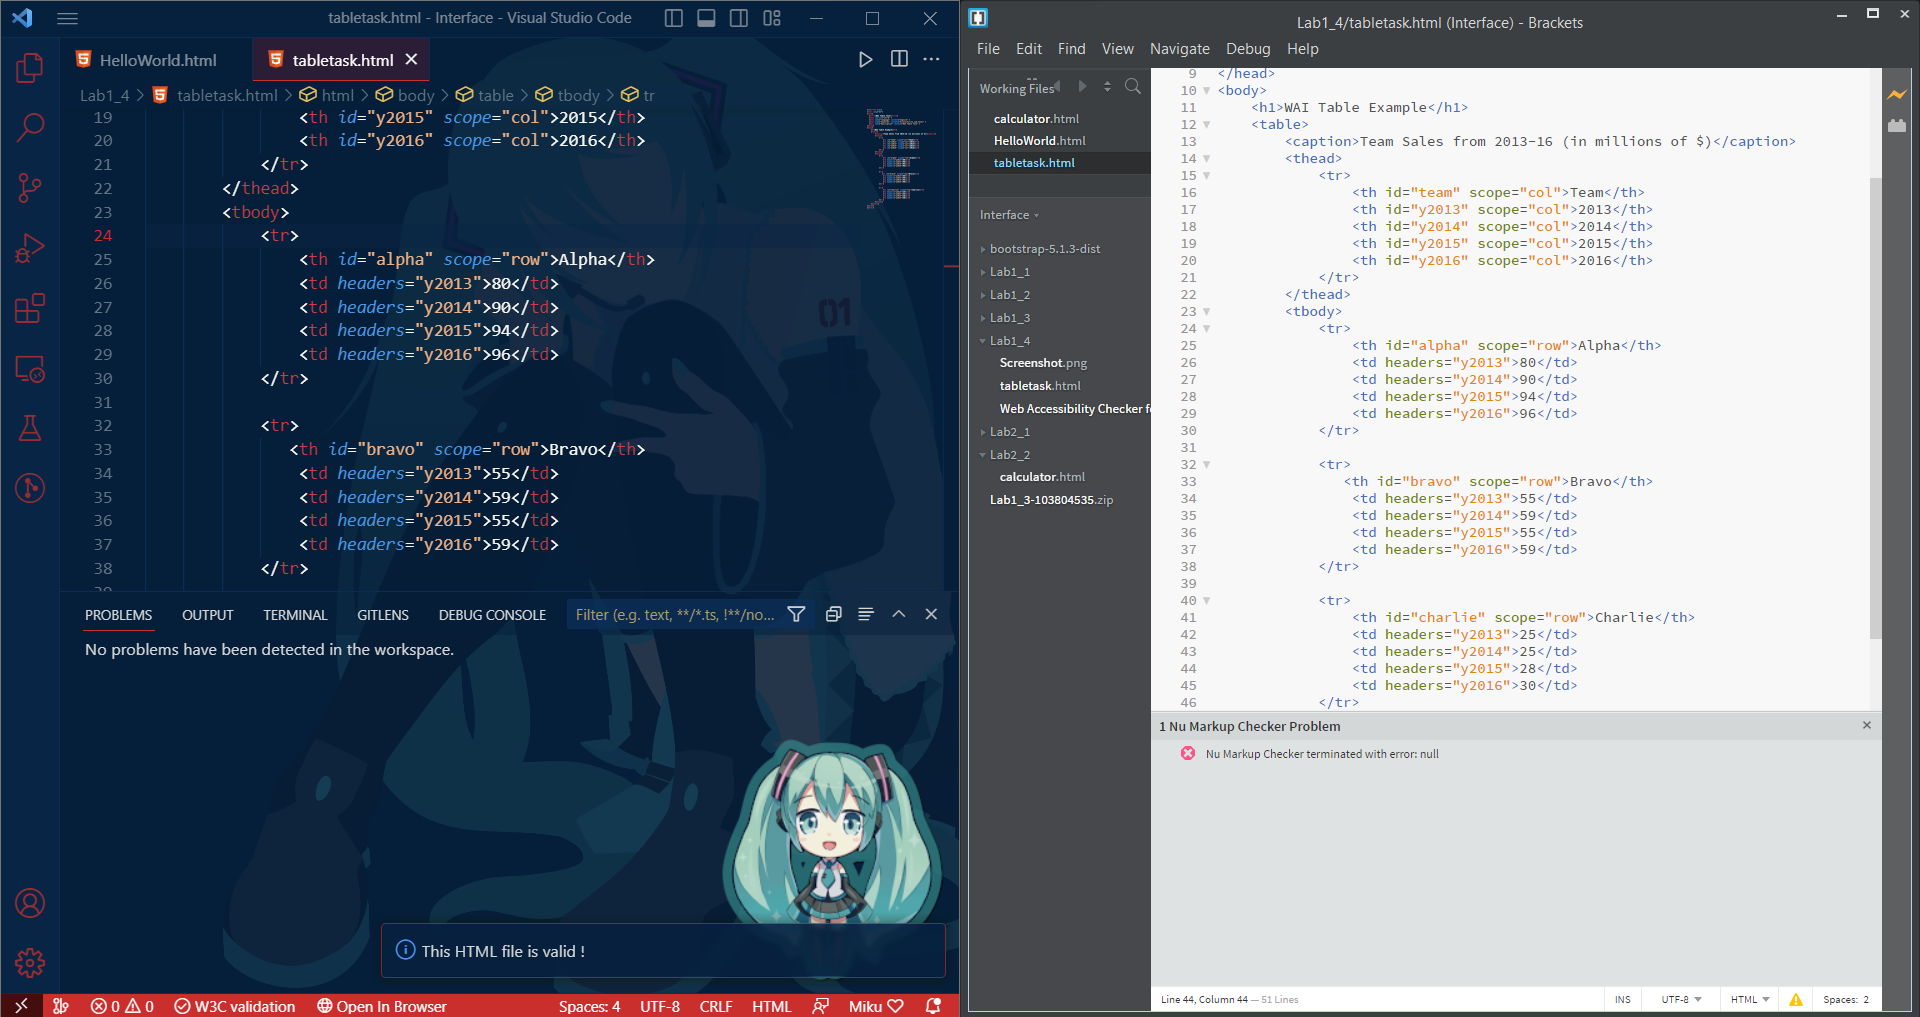 tabletask.html - Interface - Visual Studio Code
HelloWorld.html
tabletask.html
Lab1_4 > tabletask.html > html > body > table > tbody > tr
19 <th id="y2015" scope="col">2015</th>
20 <th id="y2016" scope="col">2016</th>
21 </tr>
22 </thead>
23 <tbody>
24 <tr>
25 <th id="alpha" scope="row">Alpha</th>
26 <td headers="y2013">80</td>
27 <td headers="y2014">90</td>
28 <td headers="y2015">94</td>
29 <td headers="y2016">96</td>
30 </tr>
31
32 <tr>
33 <th id="bravo" scope="row">Bravo</th>
34 <td headers="y2013">55</td>
35 <td headers="y2014">59</td>
36 <td headers="y2015">55</td>
37 <td headers="y2016">59</td>
38 </tr>
01
PROBLEMS OUTPUT TERMINAL GITLENS DEBUG CONSOLE Filter (e.g. text, **/*.ts, !**/no...
No problems have been detected in the workspace.
This HTML file is valid !
0 0 W3C validation Open In Browser Spaces: 4 UTF-8 CRLF HTML Miku
Lab1_4/tabletask.html (Interface) - Brackets
File Edit Find View Navigate Debug Help
Working Files
calculator.html
HelloWorld.html
tabletask.html
Interface
bootstrap-5.1.3-dist
Lab1_1
Lab1_2
Lab1_3
Lab1_4
Screenshot.png
tabletask.html
Web Accessibility Checker f
Lab2_1
Lab2_2
calculator.html
Lab1_3-103804535.zip
9 </head>
10 <body>
11 <h1>WAI Table Example</h1>
12 <table>
13 <caption>Team Sales from 2013-16 (in millions of $)</caption>
14 <thead>
15 <tr>
16 <th id="team" scope="col">Team</th>
17 <th id="y2013" scope="col">2013</th>
18 <th id="y2014" scope="col">2014</th>
19 <th id="y2015" scope="col">2015</th>
20 <th id="y2016" scope="col">2016</th>
21 </tr>
22 </thead>
23 <tbody>
24 <tr>
25 <th id="alpha" scope="row">Alpha</th>
26 <td headers="y2013">80</td>
27 <td headers="y2014">90</td>
28 <td headers="y2015">94</td>
29 <td headers="y2016">96</td>
30 </tr>
31
32 <tr>
33 <th id="bravo" scope="row">Bravo</th>
34 <td headers="y2013">55</td>
35 <td headers="y2014">59</td>
36 <td headers="y2015">55</td>
37 <td headers="y2016">59</td>
38 </tr>
39
40 <tr>
41 <th id="charlie" scope="row">Charlie</th>
42 <td headers="y2013">25</td>
43 <td headers="y2014">25</td>
44 <td headers="y2015">28</td>
45 <td headers="y2016">30</td>
46 </tr>
1 Nu Markup Checker Problem
Nu Markup Checker terminated with error: null
Line 44, Column 44 — 51 Lines INS UTF-8 HTML Spaces: 2